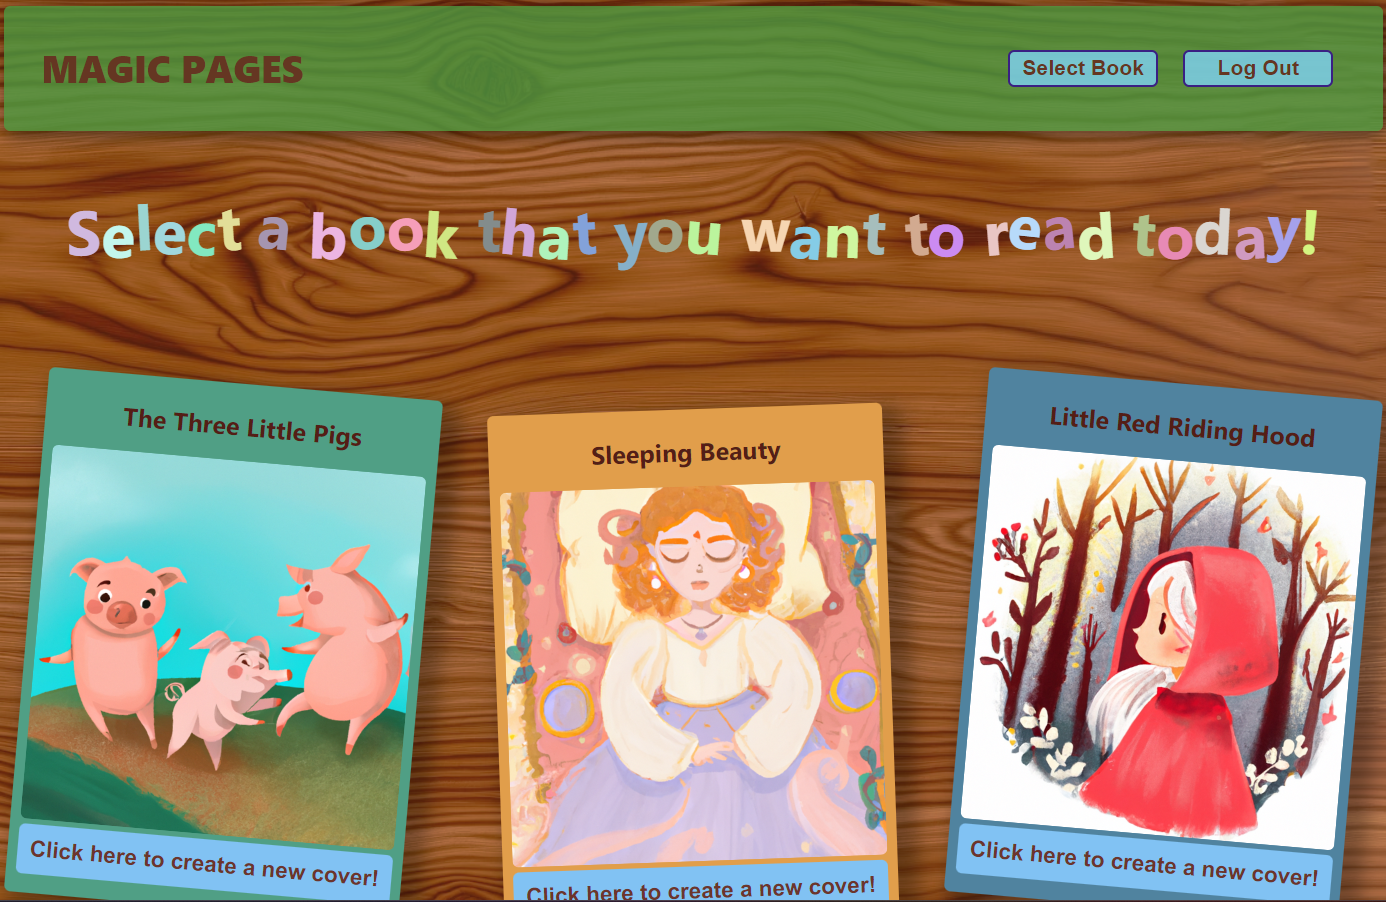 MAGIC PAGES
Select Book
Log Out
Select a book that you want to read today!
The Three Little Pigs
Click here to create a new cover!
Sleeping Beauty
Click here to create a new cover!
Little Red Riding Hood
Click here to create a new cover!